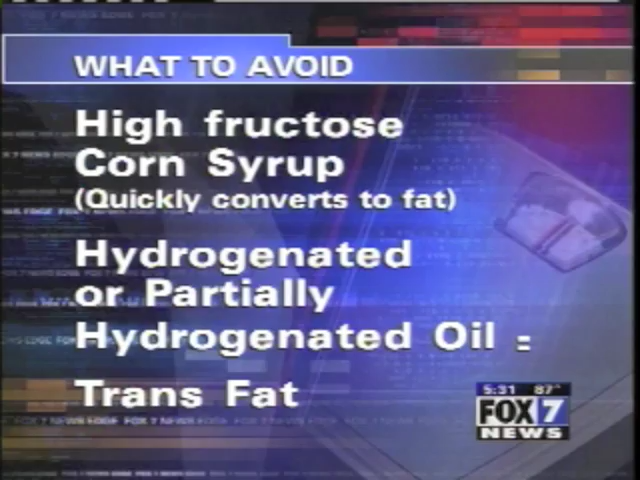 WHAT TO AVOID
High fructose
Corn Syrup
(Quickly converts to fat)
Hydrogenated
or Partially
Hydrogenated Oil =
Trans Fat
5:31 87°
FOX 7
NEWS